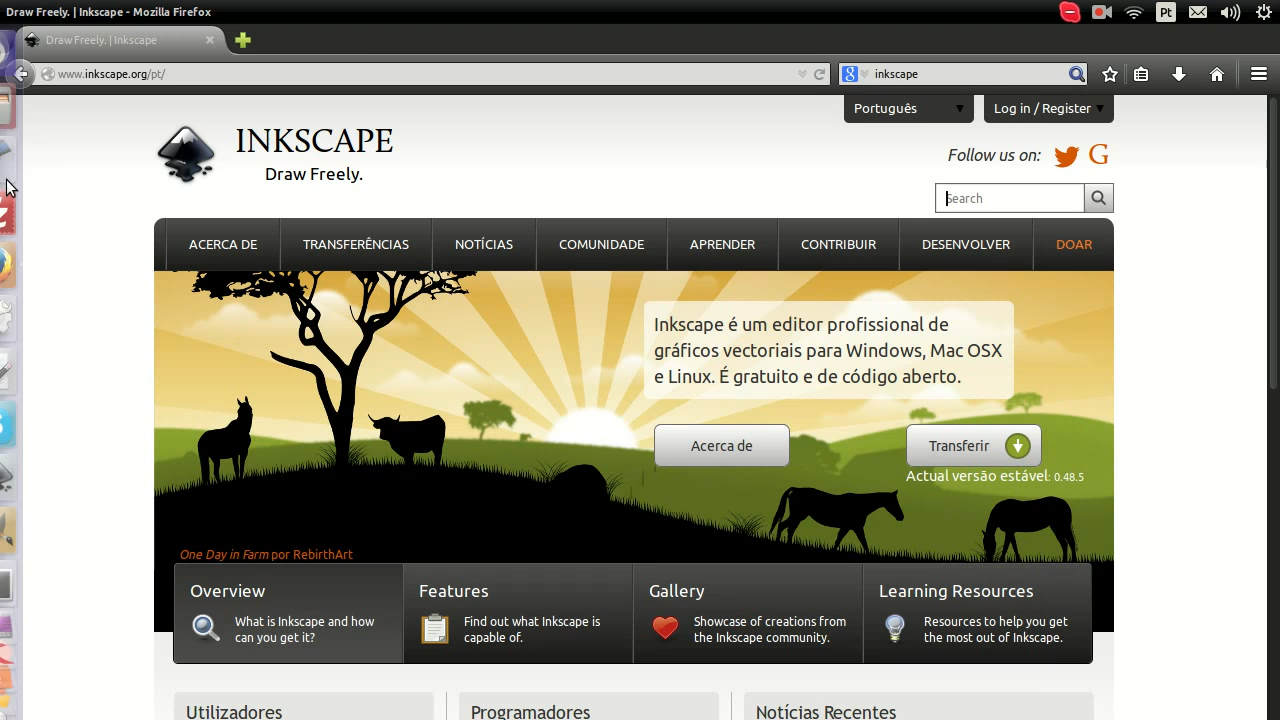 Draw Freely. | Inkscape - Mozilla Firefox
Pt
Draw Freely. | Inkscape
www.inkscape.org/pt/
inkscape
Português
Log in / Register
INKSCAPE
Draw Freely.
Follow us on:
G
Search
ACERCA DE
TRANSFERÊNCIAS
NOTÍCIAS
COMUNIDADE
APRENDER
CONTRIBUIR
DESENVOLVER
DOAR
Inkscape é um editor profissional de
gráficos vectoriais para Windows, Mac OSX
e Linux. É gratuito e de código aberto.
Acerca de
Transferir
Actual versão estável: 0.48.5
One Day in Farm por RebirthArt
Overview
What is Inkscape and how
can you get it?
Features
Find out what Inkscape is
capable of.
Gallery
Showcase of creations from
the Inkscape community.
Learning Resources
Resources to help you get
the most out of Inkscape.
Utilizadores
Programadores
Notícias Recentes